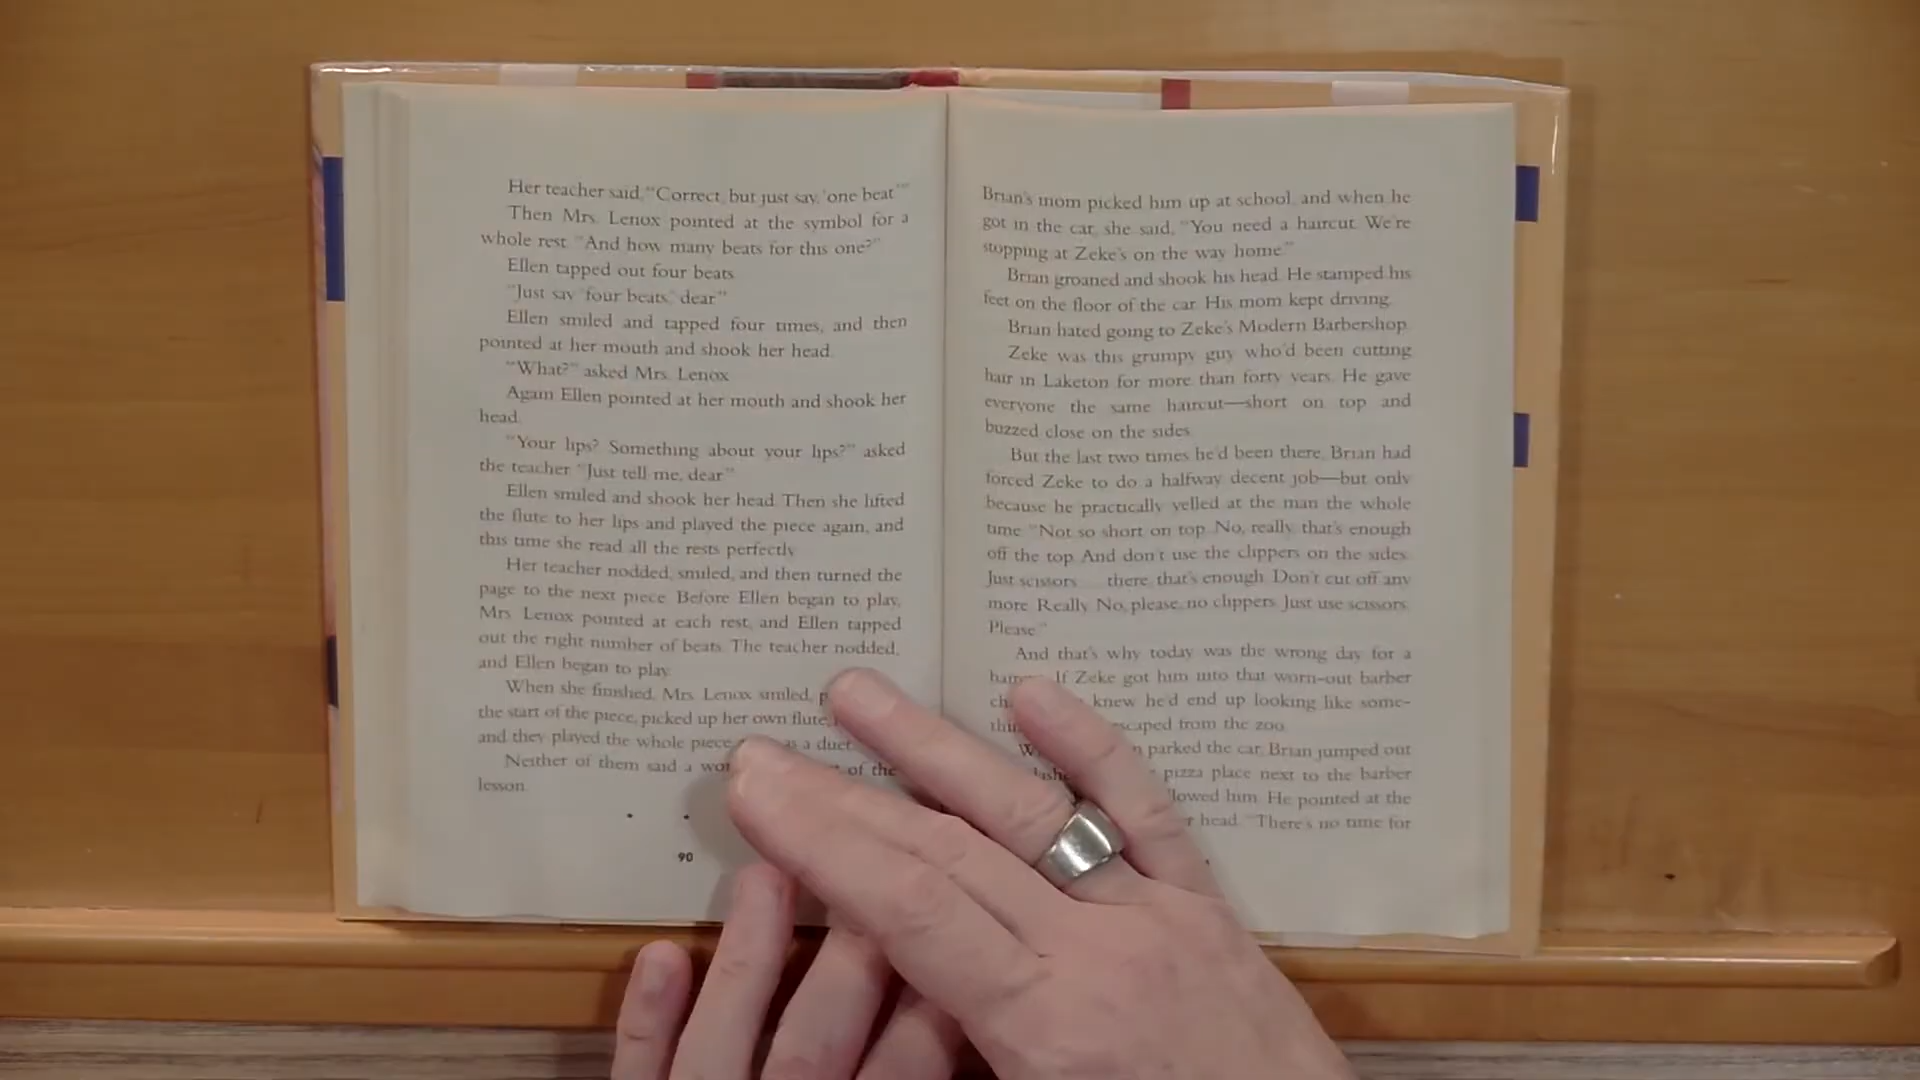 Her teacher said, "Correct, but just say, 'one beat.'"
Then Mrs. Lenox pointed at the symbol for a
whole rest. "And how many beats for this one?"
Ellen tapped out four beats.
"Just say 'four beats,' dear."
Ellen smiled and tapped four times, and then
pointed at her mouth and shook her head.
"What?" asked Mrs. Lenox.
Again Ellen pointed at her mouth and shook her
head.
"Your lips? Something about your lips?" asked
the teacher. "Just tell me, dear."
Ellen smiled and shook her head. Then she lifted
the flute to her lips and played the piece again, and
this time she read all the rests perfectly.
Her teacher nodded, smiled, and then turned the
page to the next piece. Before Ellen began to play,
Mrs. Lenox pointed at each rest, and Ellen tapped
out the right number of beats. The teacher nodded,
and Ellen began to play.
When she finished, Mrs. Lenox smiled,
the start of the piece, picked up her own flute,
and they played the whole piece as a duet.
Neither of them said a of the
lesson.
90
Brian's mom picked him up at school, and when he
got in the car, she said, "You need a haircut. We're
stopping at Zeke's on the way home."
Brian groaned and shook his head. He stamped his
feet on the floor of the car. His mom kept driving.
Brian hated going to Zeke's Modern Barbershop.
Zeke was this grumpy guy who'd been cutting
hair in Laketon for more than forty years. He gave
everyone the same haircut—short on top and
buzzed close on the sides.
But the last two times he'd been there, Brian had
forced Zeke to do a halfway decent job—but only
because he practically yelled at the man the whole
time. "Not so short on top. No, really, that's enough
off the top. And don't use the clippers on the sides.
Just scissors . . . there, that's enough. Don't cut off any
more. Really. No, please, no clippers. Just use scissors.
Please."
And that's why today was the wrong day for a
If Zeke got him into that worn-out barber
knew he'd end up looking like some-
escaped from the zoo.
parked the car, Brian jumped out
pizza place next to the barber
him. He pointed at the
head. "There's no time for